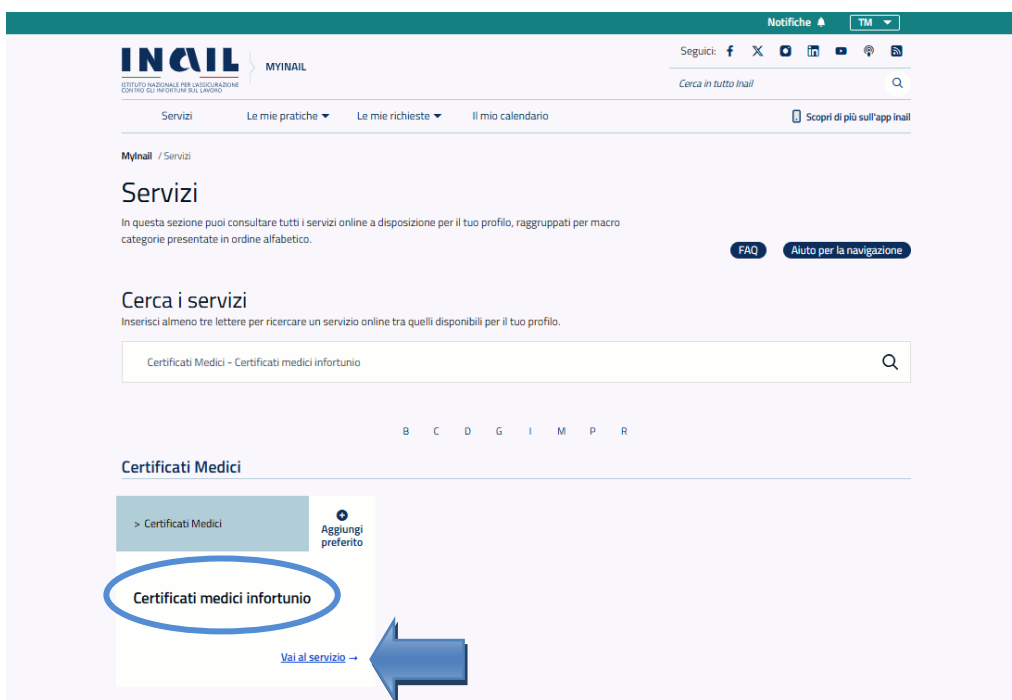 Notifiche TM
INAIL MYINAIL Seguici:
ISTITUTO NAZIONALE PER L'ASSICURAZIONE
CONTRO GLI INFORTUNI SUL LAVORO
Cerca in tutto Inail
Servizi Le mie pratiche Le mie richieste Il mio calendario Scopri di più sull'app inail
MyInail / Servizi
Servizi
In questa sezione puoi consultare tutti i servizi online a disposizione per il tuo profilo, raggruppati per macro
categorie presentate in ordine alfabetico.
FAQ Aiuto per la navigazione
Cerca i servizi
Inserisci almeno tre lettere per ricercare un servizio online tra quelli disponibili per il tuo profilo.
Certificati Medici - Certificati medici infortunio
B C D G I M P R
Certificati Medici
> Certificati Medici
Aggiungi
preferito
Certificati medici infortunio
Vai al servizio →